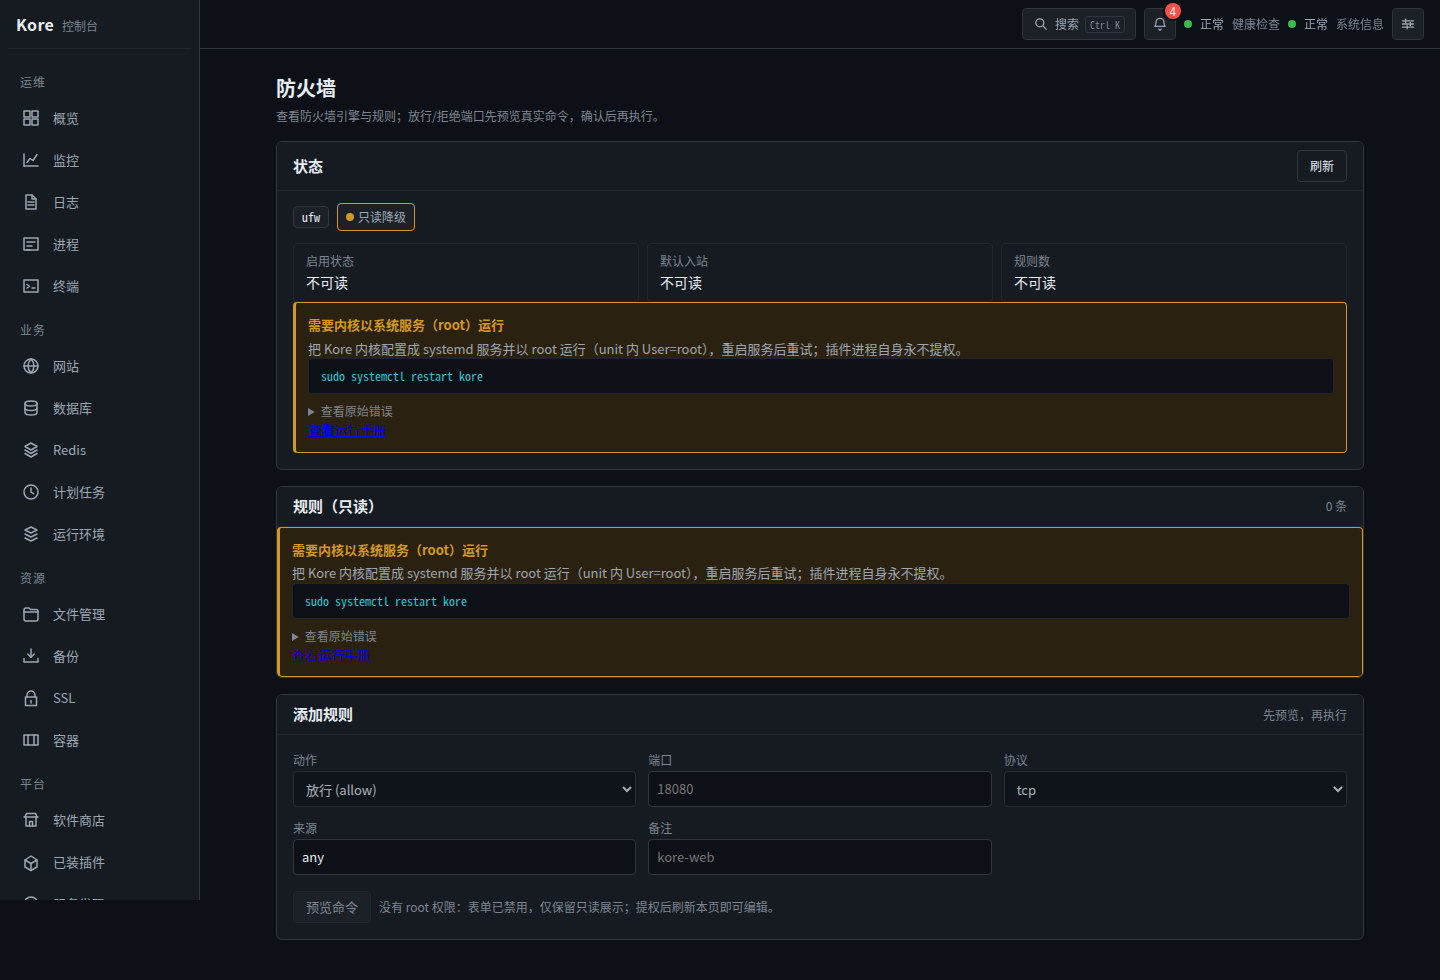 Kore 控制台
搜索 Ctrl K
4
正常 健康检查
正常 系统信息
运维
概览
监控
日志
进程
终端
业务
网站
数据库
Redis
计划任务
运行环境
资源
文件管理
备份
SSL
容器
平台
软件商店
已装插件
防火墙
查看防火墙引擎与规则；放行/拒绝端口先预览真实命令，确认后再执行。
状态
刷新
ufw
只读降级
启用状态
不可读
默认入站
不可读
规则数
不可读
需要内核以系统服务（root）运行
把 Kore 内核配置成 systemd 服务并以 root 运行（unit 内 User=root），重启服务后重试；插件进程自身永不提权。
sudo systemctl restart kore
查看原始错误
查看运行手册
规则（只读）
0 条
需要内核以系统服务（root）运行
把 Kore 内核配置成 systemd 服务并以 root 运行（unit 内 User=root），重启服务后重试；插件进程自身永不提权。
sudo systemctl restart kore
查看原始错误
查看运行手册
添加规则
先预览，再执行
动作
放行 (allow)
端口
18080
协议
tcp
来源
any
备注
kore-web
预览命令
没有 root 权限：表单已禁用，仅保留只读展示；提权后刷新本页即可编辑。